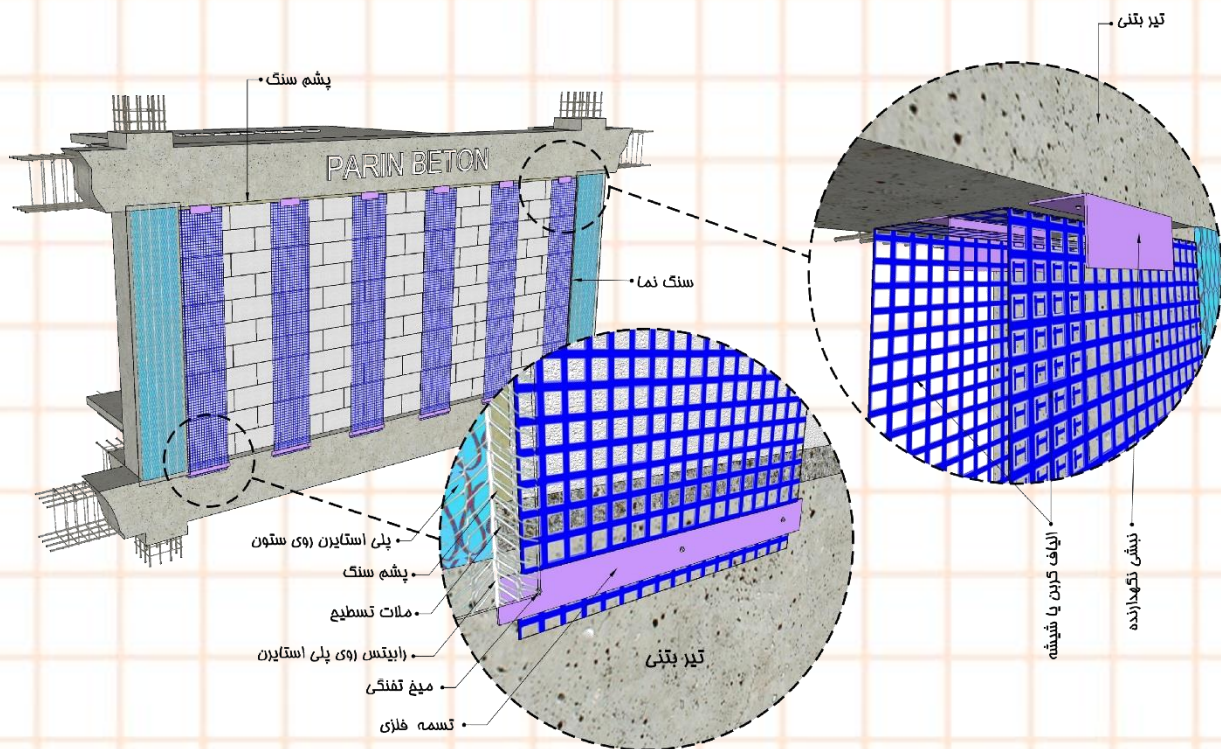 تیر بتنی
پشم سنگ
PARIN BETON
سنگ نما
پلی استایرن روی ستون
پشم سنگ
ملات تسطیح
رابیتس روی پلی استایرن
میخ تفنگی
تسمه فلزی
تیر بتنی
الیاف کربن یا شیشه
نبشی نگهدارنده